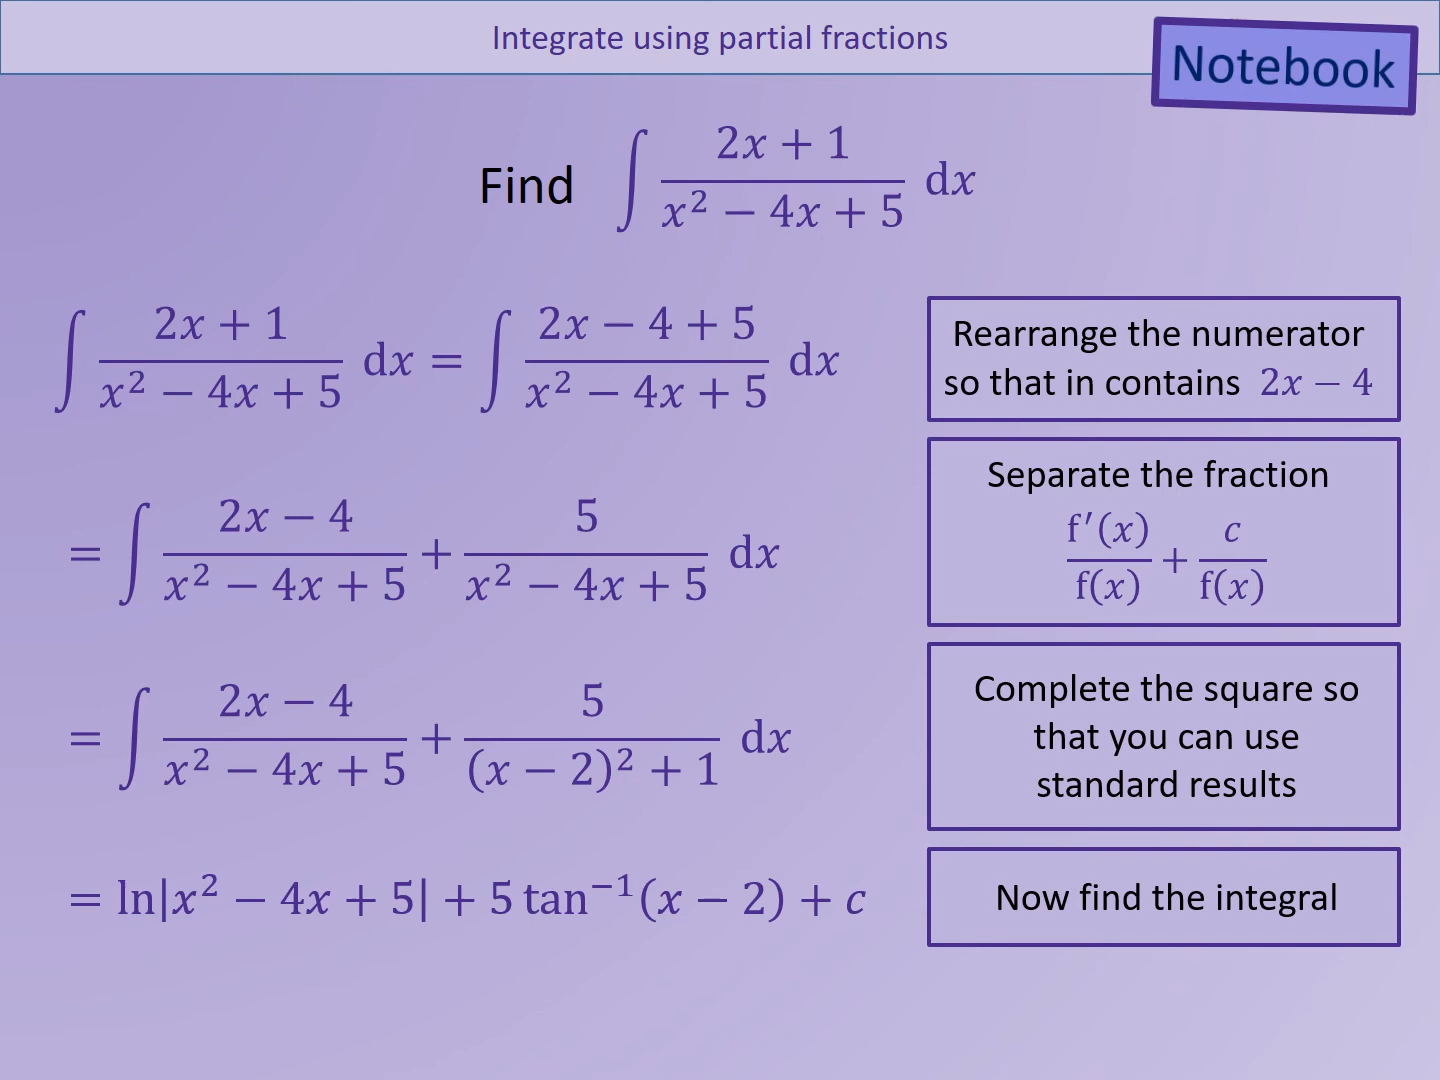 Integrate using partial fractions
Notebook
Find ∫ (2x + 1)/(x² − 4x + 5) dx
∫ (2x + 1)/(x² − 4x + 5) dx = ∫ (2x − 4 + 5)/(x² − 4x + 5) dx
Rearrange the numerator
so that in contains 2x − 4
= ∫ (2x − 4)/(x² − 4x + 5) + 5/(x² − 4x + 5) dx
Separate the fraction
f′(x)/f(x) + c/f(x)
= ∫ (2x − 4)/(x² − 4x + 5) + 5/((x − 2)² + 1) dx
Complete the square so
that you can use
standard results
= ln|x² − 4x + 5| + 5 tan⁻¹(x − 2) + c
Now find the integral